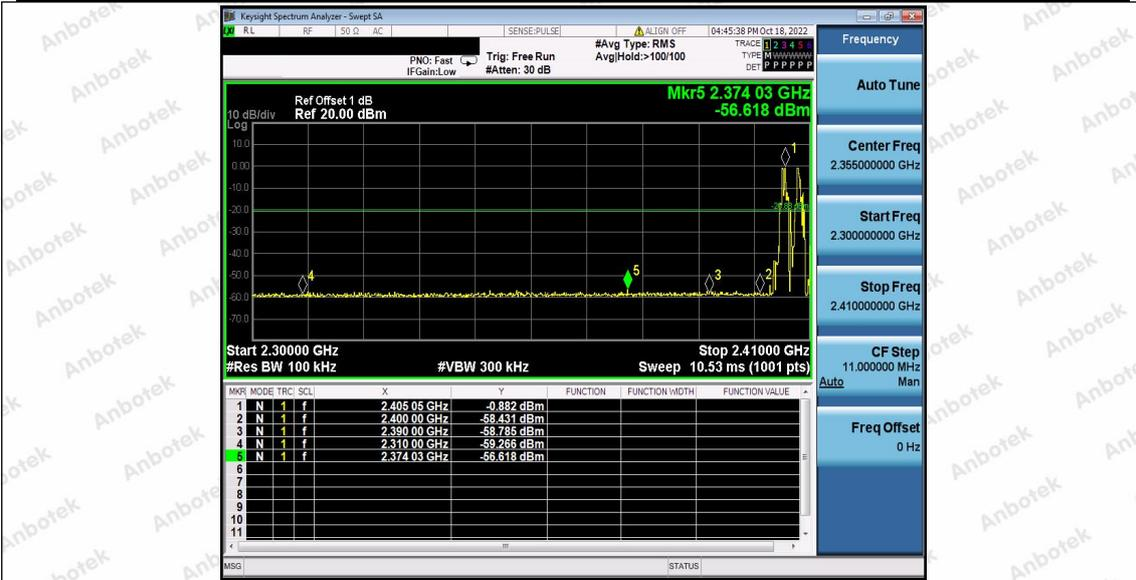 Keysight Spectrum Analyzer - Swept SA
LXI RL RF 50 Ω AC SENSE:PULSE ALIGN OFF 04:45:38 PM Oct 18, 2022
PNO: Fast
IFGain:Low
Trig: Free Run
#Atten: 30 dB
#Avg Type: RMS
Avg|Hold:>100/100
TRACE 1 2 3 4 5 6
TYPE M W W W W W
DET P P P P P P
Frequency
Auto Tune
Center Freq
2.355000000 GHz
Start Freq
2.300000000 GHz
Stop Freq
2.410000000 GHz
CF Step
11.000000 MHz
Auto Man
Freq Offset
0 Hz
Mkr5 2.374 03 GHz
-56.618 dBm
Ref Offset 1 dB
10 dB/div Ref 20.00 dBm
Log
10.0
0.00
-10.0
-20.0
-30.0
-40.0
-50.0
-60.0
-70.0
1
2
3
4
5
Start 2.30000 GHz Stop 2.41000 GHz
#Res BW 100 kHz #VBW 300 kHz Sweep 10.53 ms (1001 pts)
MKR MODE TRC SCL X Y FUNCTION FUNCTION WIDTH FUNCTION VALUE
1 N 1 f 2.405 05 GHz -0.882 dBm
2 N 1 f 2.400 00 GHz -58.431 dBm
3 N 1 f 2.390 00 GHz -58.785 dBm
4 N 1 f 2.310 00 GHz -59.266 dBm
5 N 1 f 2.374 03 GHz -56.618 dBm
6
7
8
9
10
11
MSG STATUS
Anbotek